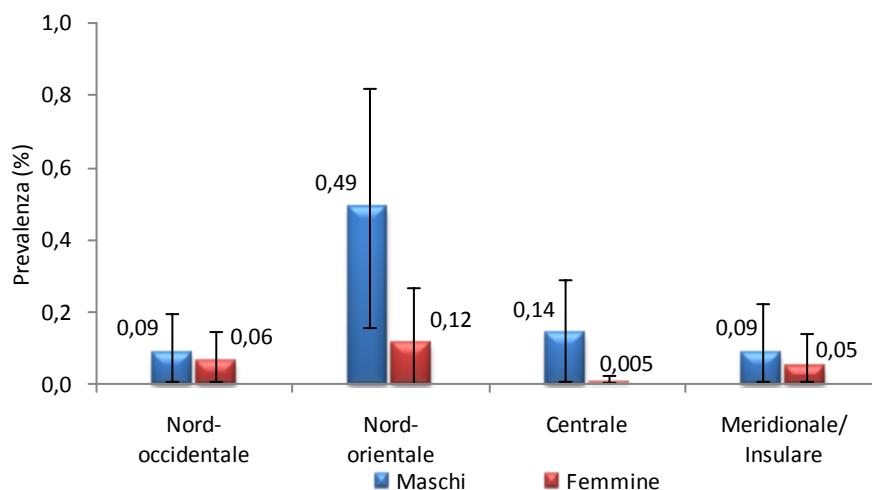 1,0
0,8
0,6
0,4
0,2
0,0
Prevalenza (%)
0,09
0,06
0,49
0,12
0,14
0,005
0,09
0,05
Nord-
occidentale
Nord-
orientale
Centrale
Meridionale/
Insulare
Maschi
Femmine